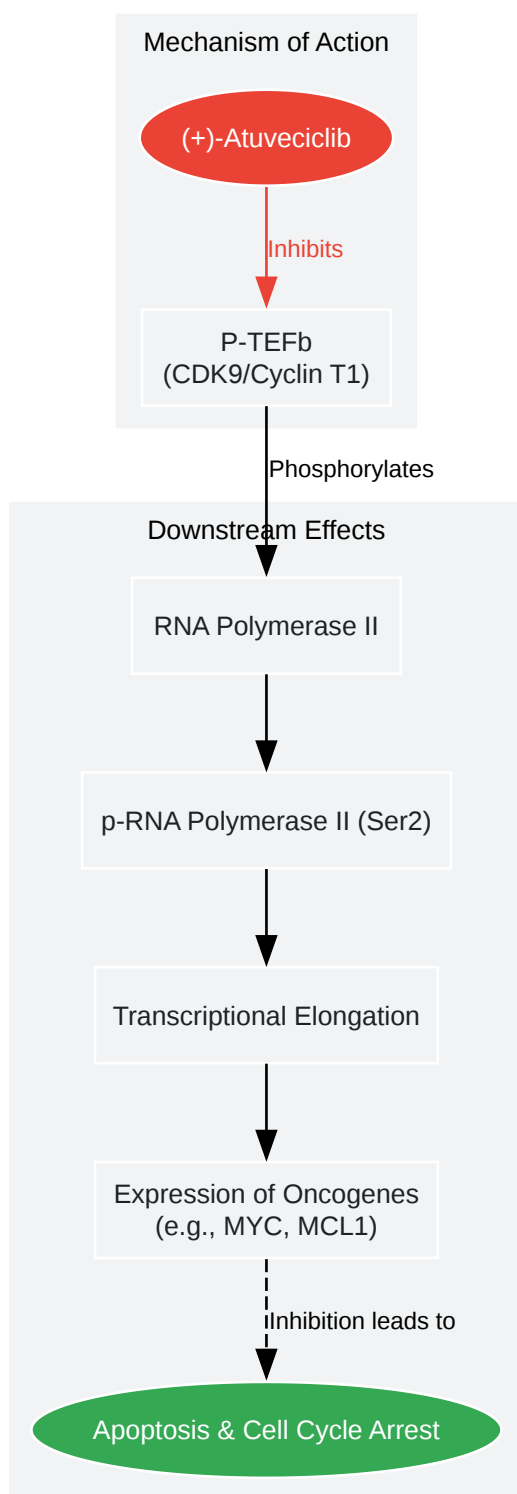 Mechanism of Action
(+)-Atuveciclib
Inhibits
P-TEFb
(CDK9/Cyclin T1)
Phosphorylates
Downstream Effects
RNA Polymerase II
p-RNA Polymerase II (Ser2)
Transcriptional Elongation
Expression of Oncogenes
(e.g., MYC, MCL1)
Inhibition leads to
Apoptosis & Cell Cycle Arrest